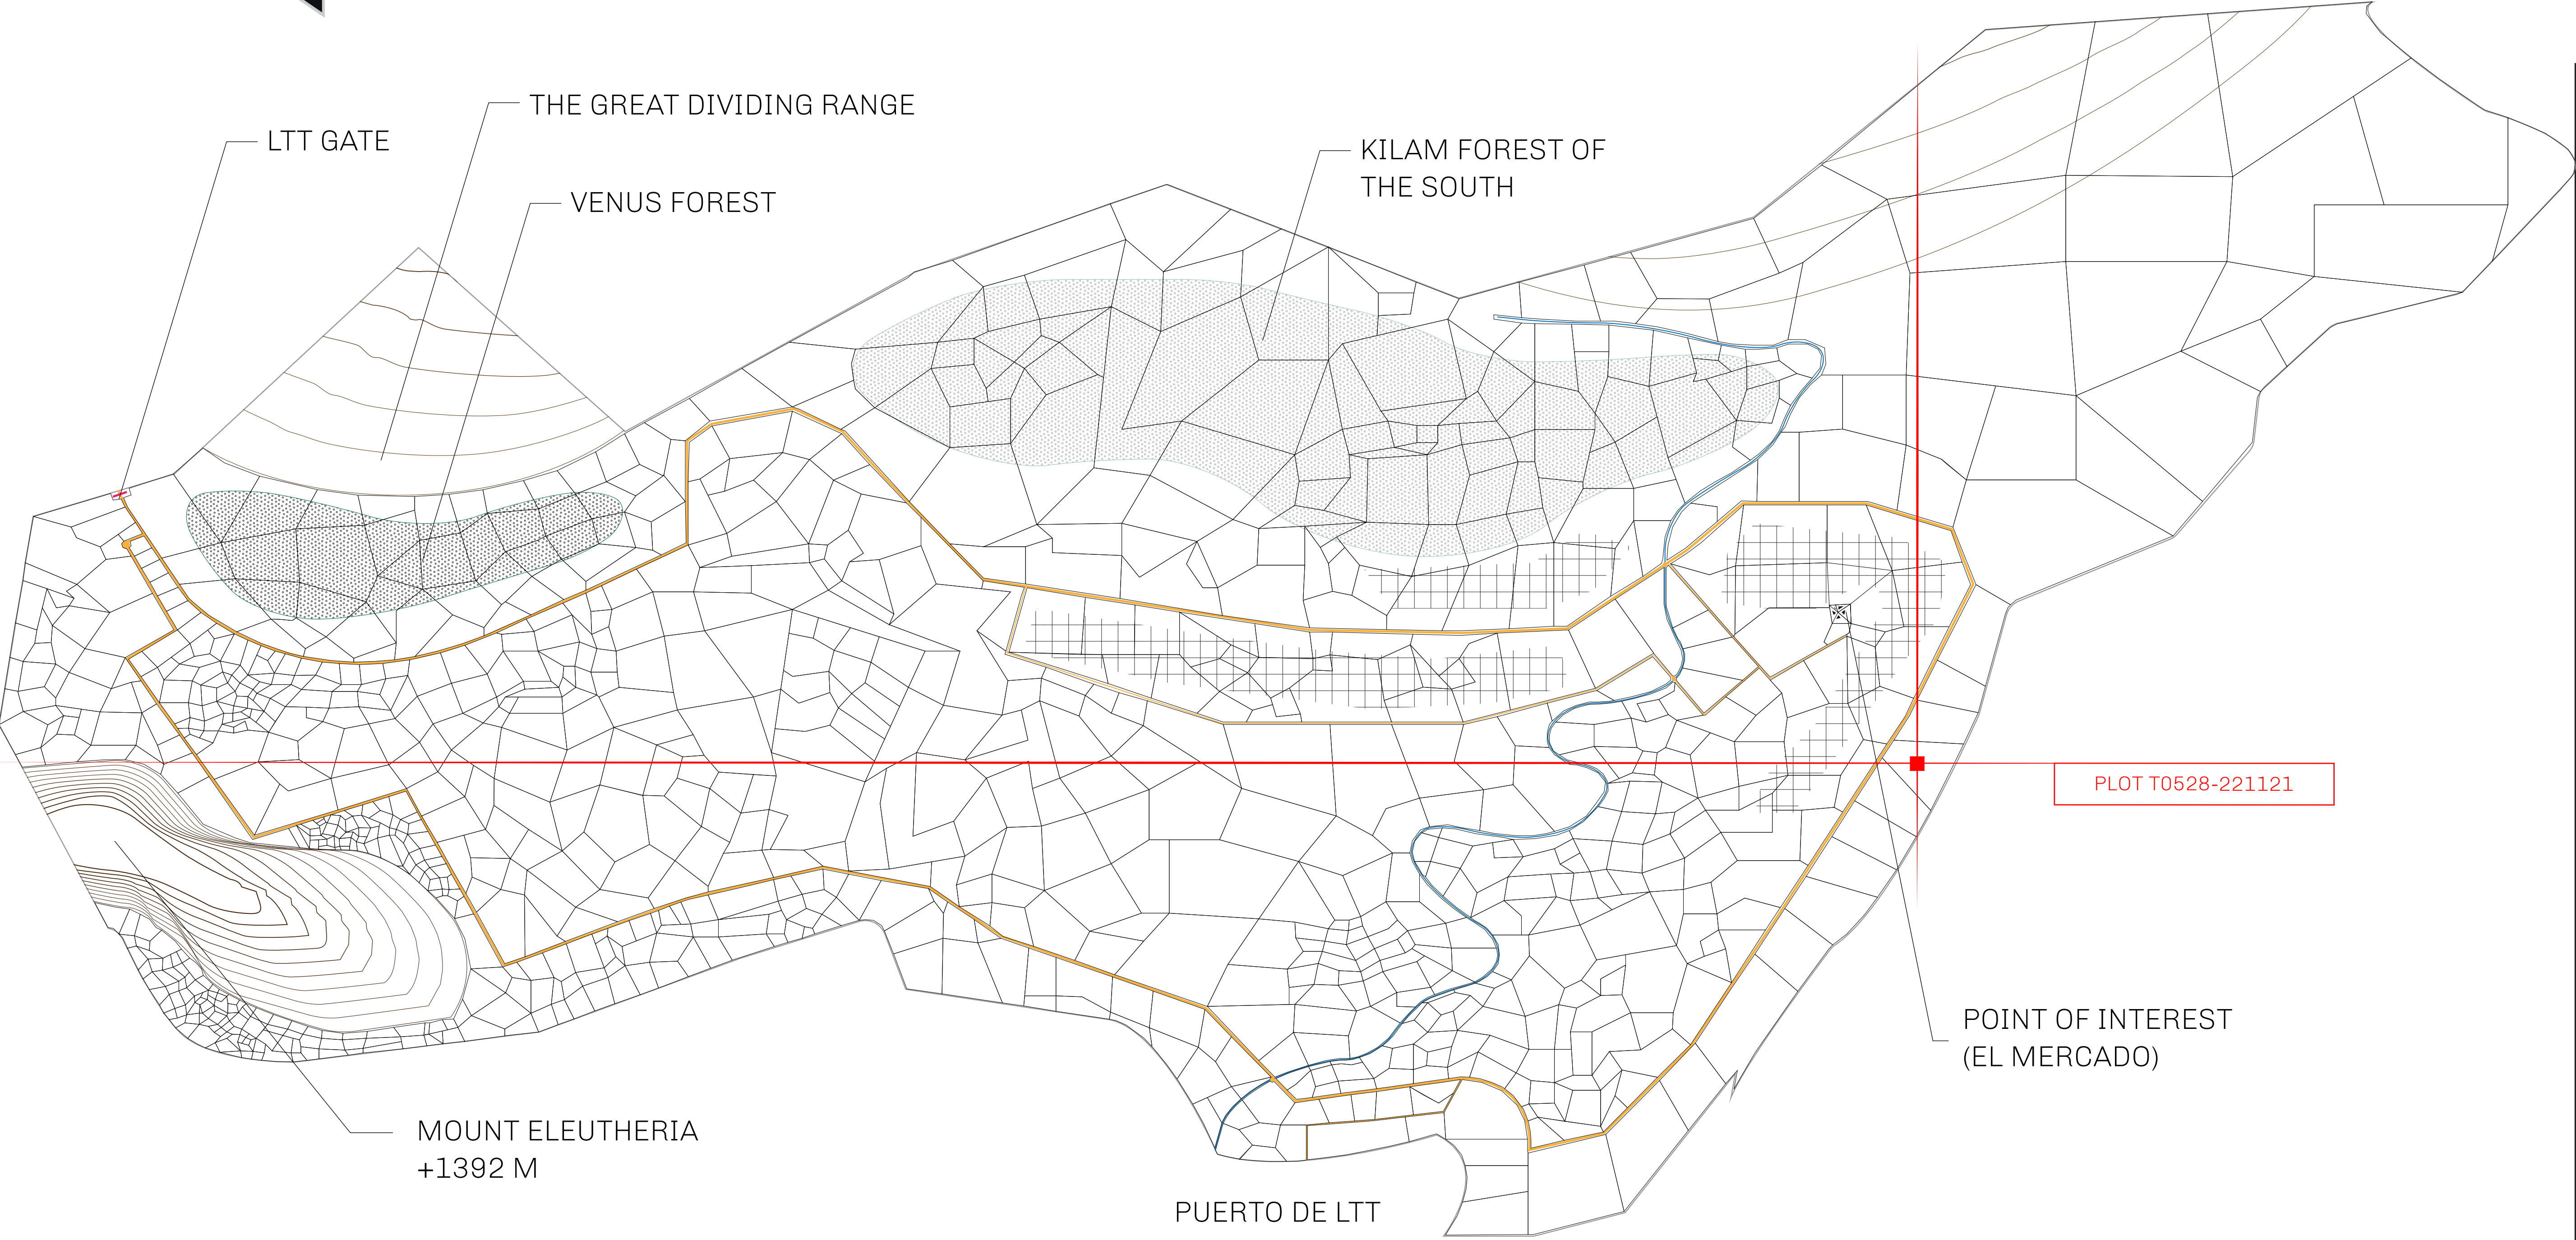 THE GREAT DIVIDING RANGE
LTT GATE
KILAM FOREST OF
THE SOUTH
VENUS FOREST
PLOT T0528-221121
POINT OF INTEREST
(EL MERCADO)
MOUNT ELEUTHERIA
+1392 M
PUERTO DE LTT